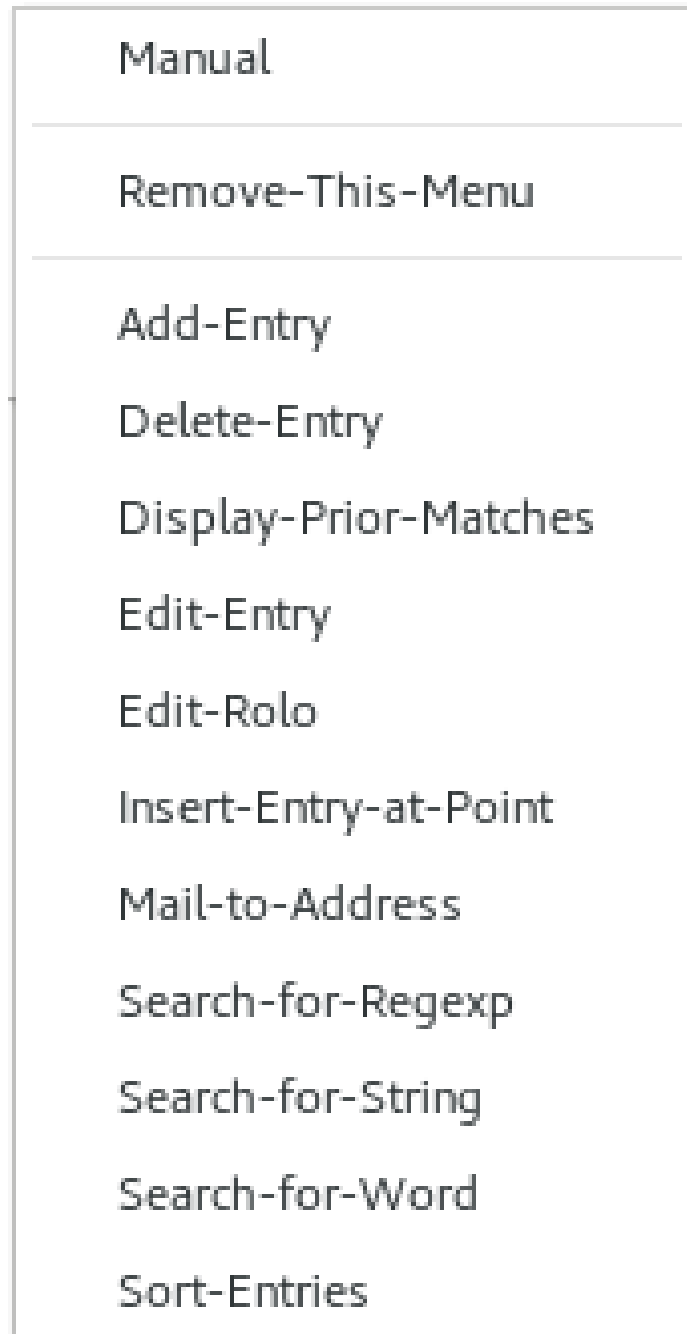 Manual
Remove-This-Menu
Add-Entry
Delete-Entry
Display-Prior-Matches
Edit-Entry
Edit-Rolo
Insert-Entry-at-Point
Mail-to-Address
Search-for-Regexp
Search-for-String
Search-for-Word
Sort-Entries